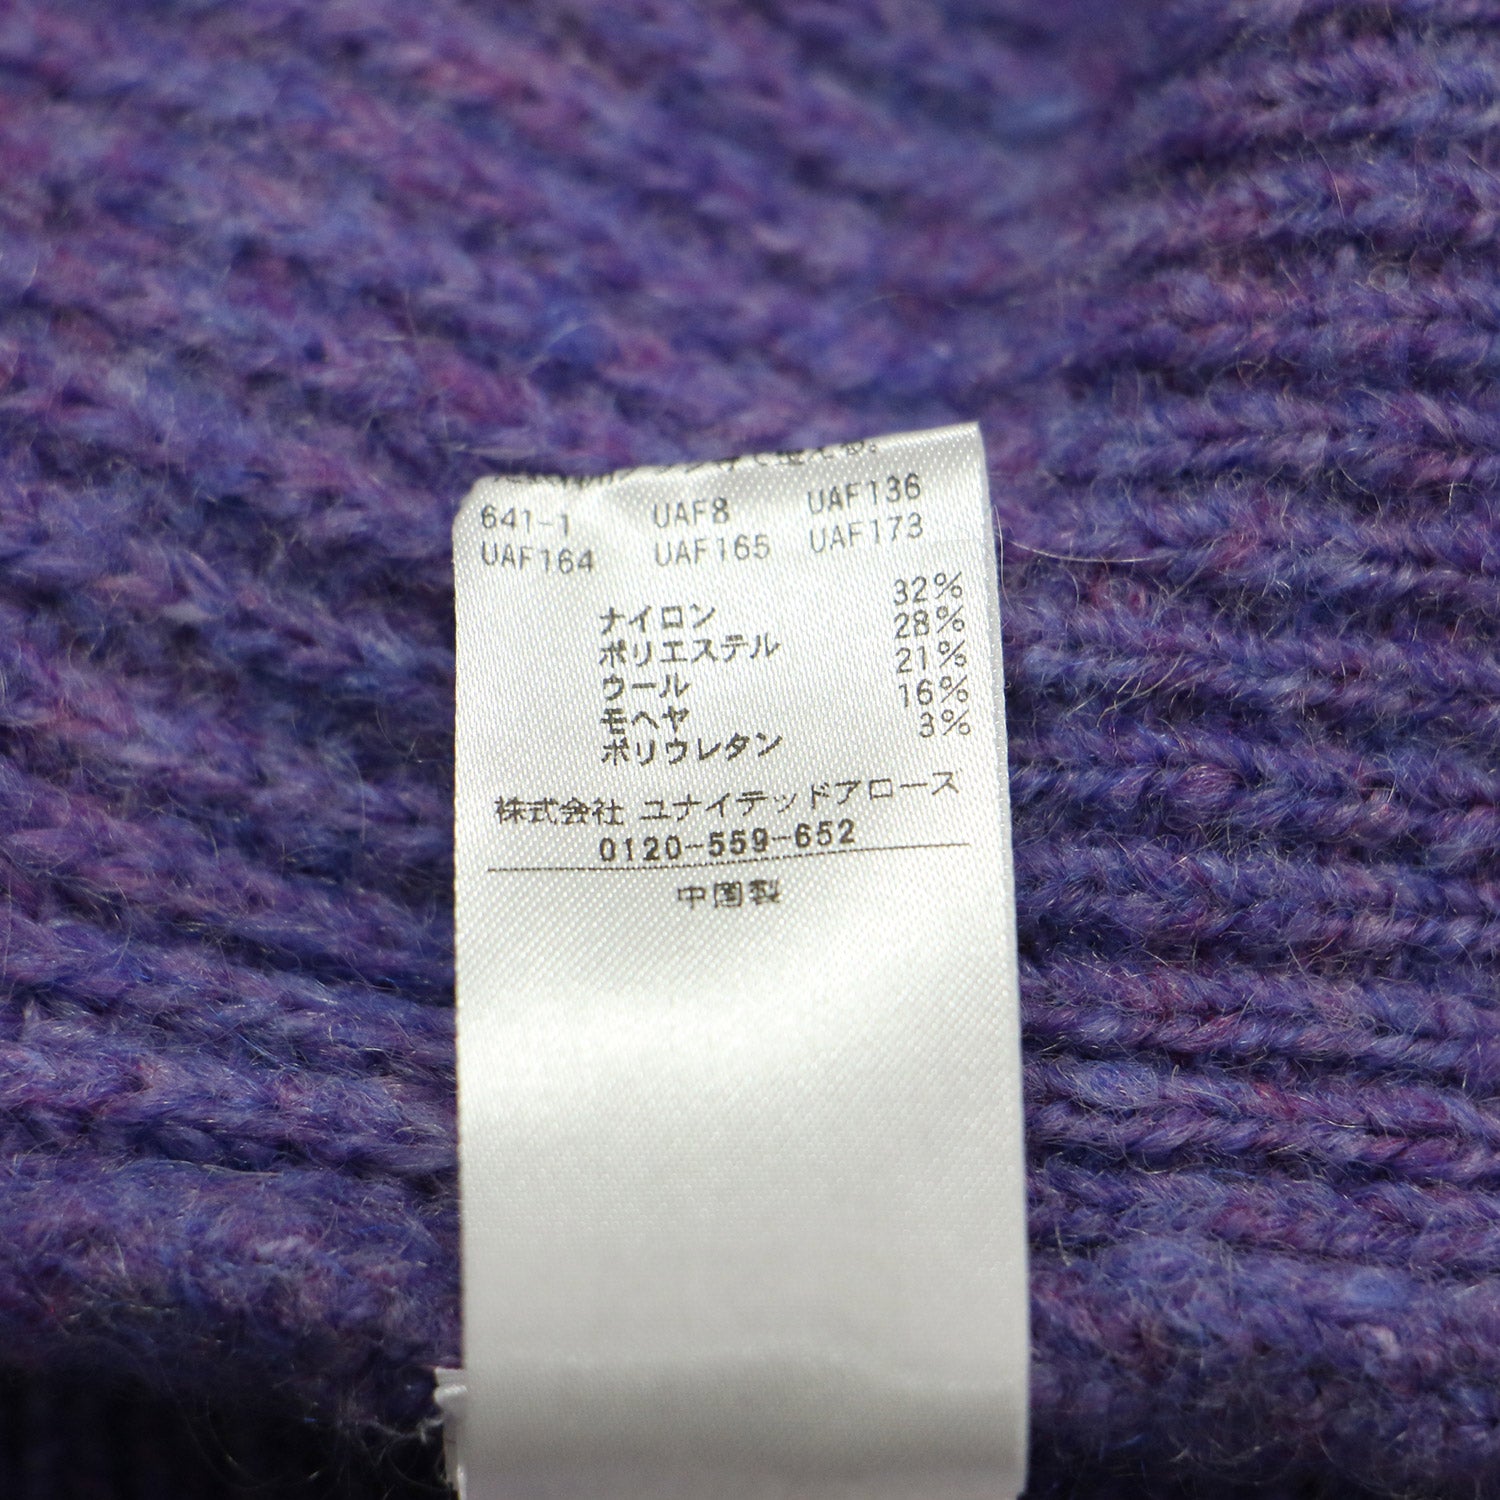 641-1 UAF8 UAF136
UAF164 UAF165 UAF173
ナイロン 32%
ポリエステル 28%
ウール 21%
モヘヤ 16%
ポリウレタン 3%
株式会社 ユナイテッドアローズ
0120-559-652
中国製